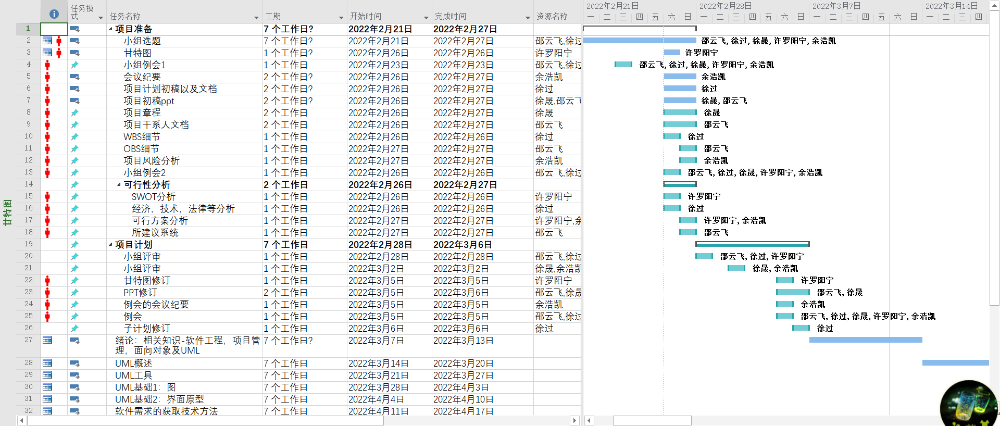 甘特图
任务模式 任务名称 工期 开始时间 完成时间 资源名称
2022年2月21日 2022年2月28日 2022年3月7日 2022年3月14日
一 二 三 四 五 六 日 一 二 三 四 五 六 日 一 二 三 四 五 六 日 一 二 三 四
1 项目准备 7 个工作日? 2022年2月21日 2022年2月27日
2 小组选题 7 个工作日? 2022年2月21日 2022年2月27日 邵云飞,徐过 邵云飞, 徐过, 徐晟, 许罗阳宁, 余浩凯
3 甘特图 1 个工作日? 2022年2月26日 2022年2月26日 许罗阳宁 许罗阳宁
4 小组例会1 1 个工作日 2022年2月23日 2022年2月23日 邵云飞,徐过 邵云飞, 徐过, 徐晟, 许罗阳宁, 余浩凯
5 会议纪要 2 个工作日? 2022年2月26日 2022年2月27日 余浩凯 余浩凯
6 项目计划初稿以及文档 2 个工作日? 2022年2月26日 2022年2月27日 徐过 徐过
7 项目初稿ppt 2 个工作日? 2022年2月26日 2022年2月27日 徐晟,邵云飞 徐晟, 邵云飞
8 项目章程 2 个工作日 2022年2月26日 2022年2月27日 徐晟 徐晟
9 项目干系人文档 2 个工作日 2022年2月26日 2022年2月27日 邵云飞 邵云飞
10 WBS细节 1 个工作日 2022年2月26日 2022年2月26日 徐过 徐过
11 OBS细节 1 个工作日 2022年2月27日 2022年2月27日 邵云飞 邵云飞
12 项目风险分析 1 个工作日 2022年2月27日 2022年2月27日 余浩凯 余浩凯
13 小组例会2 1 个工作日 2022年2月26日 2022年2月26日 邵云飞,徐过 邵云飞, 徐过, 徐晟, 许罗阳宁, 余浩凯
14 可行性分析 2 个工作日 2022年2月26日 2022年2月27日
15 SWOT分析 1 个工作日 2022年2月26日 2022年2月26日 许罗阳宁 许罗阳宁
16 经济，技术，法律等分析 1 个工作日 2022年2月26日 2022年2月26日 徐过 徐过
17 可行方案分析 1 个工作日 2022年2月27日 2022年2月27日 许罗阳宁,余 许罗阳宁, 余浩凯
18 所建议系统 1 个工作日 2022年2月27日 2022年2月27日 邵云飞 邵云飞
19 项目计划 7 个工作日 2022年2月28日 2022年3月6日
20 小组评审 1 个工作日 2022年2月28日 2022年2月28日 邵云飞,徐过 邵云飞, 徐过, 许罗阳宁
21 小组评审 1 个工作日 2022年3月2日 2022年3月2日 徐晟,余浩凯 徐晟, 余浩凯
22 甘特图修订 1 个工作日 2022年3月5日 2022年3月5日 许罗阳宁 许罗阳宁
23 PPT修订 2 个工作日 2022年3月5日 2022年3月6日 邵云飞,徐晟 邵云飞, 徐晟
24 例会的会议纪要 1 个工作日 2022年3月5日 2022年3月5日 余浩凯 余浩凯
25 例会 1 个工作日 2022年3月5日 2022年3月5日 邵云飞,徐过 邵云飞, 徐过, 徐晟, 许罗阳宁, 余浩凯
26 子计划修订 1 个工作日 2022年3月6日 2022年3月6日 徐过 徐过
27 绪论：相关知识-软件工程，项目管 7 个工作日? 2022年3月7日 2022年3月13日
理，面向对象及UML
28 UML概述 7 个工作日 2022年3月14日 2022年3月20日
29 UML工具 7 个工作日 2022年3月21日 2022年3月27日
30 UML基础1：图 7 个工作日 2022年3月28日 2022年4月3日
31 UML基础2：界面原型 7 个工作日 2022年4月4日 2022年4月10日
32 软件需求的获取技术方法 7 个工作日 2022年4月11日 2022年4月17日